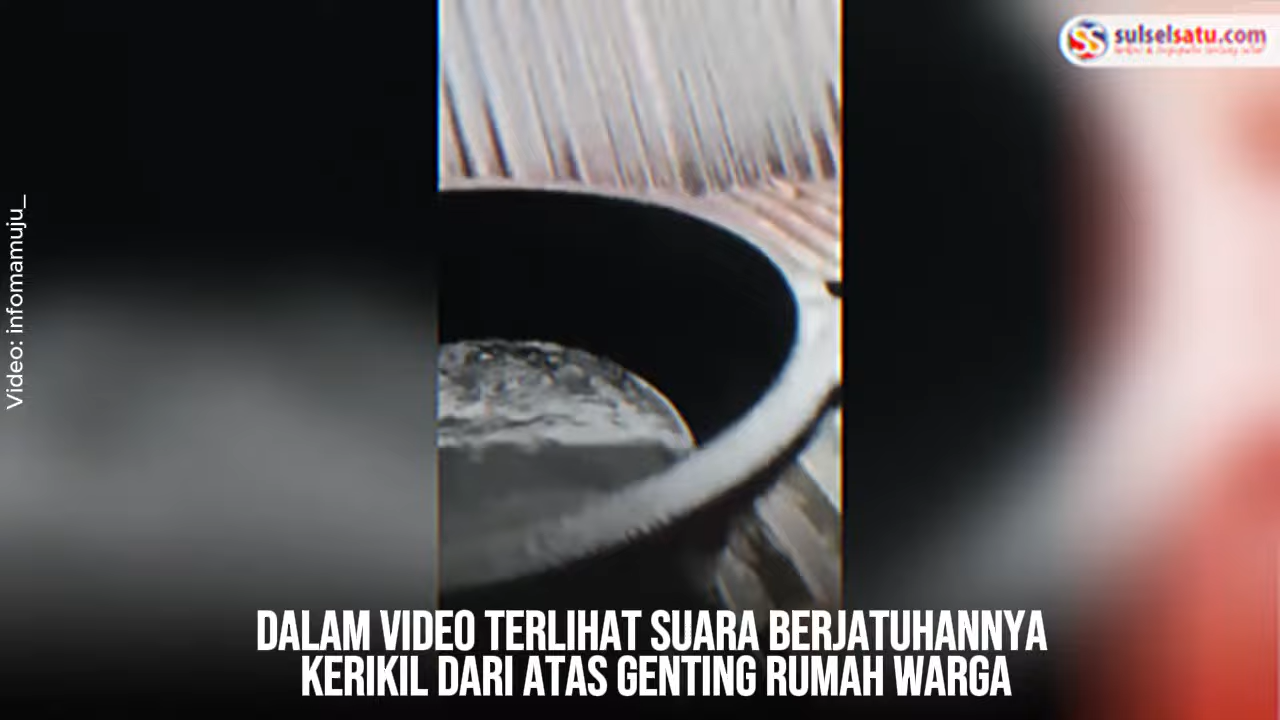 sulselsatu.com
Video: infomamuju_
DALAM VIDEO TERLIHAT SUARA BERJATUHANNYA
KERIKIL DARI ATAS GENTING RUMAH WARGA